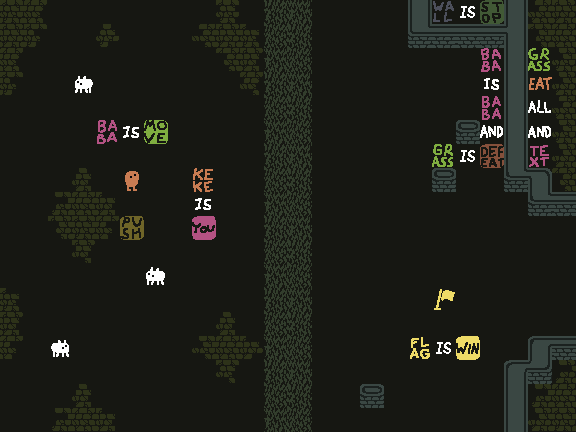 WALL IS STOP
BABA
IS
BABA
AND
GRASS
EAT
ALL
AND
TEXT
BABA IS MOVE
GRASS IS DEFEAT
KEKE
IS
YOU
PUSH
FLAG IS WIN